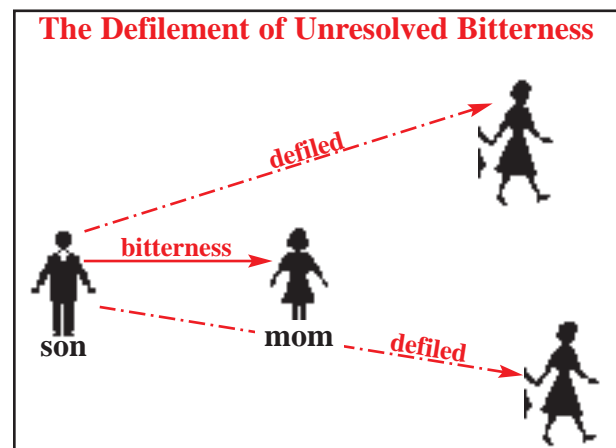 The Defilement of Unresolved Bitterness
defiled
bitterness
son
mom
defiled